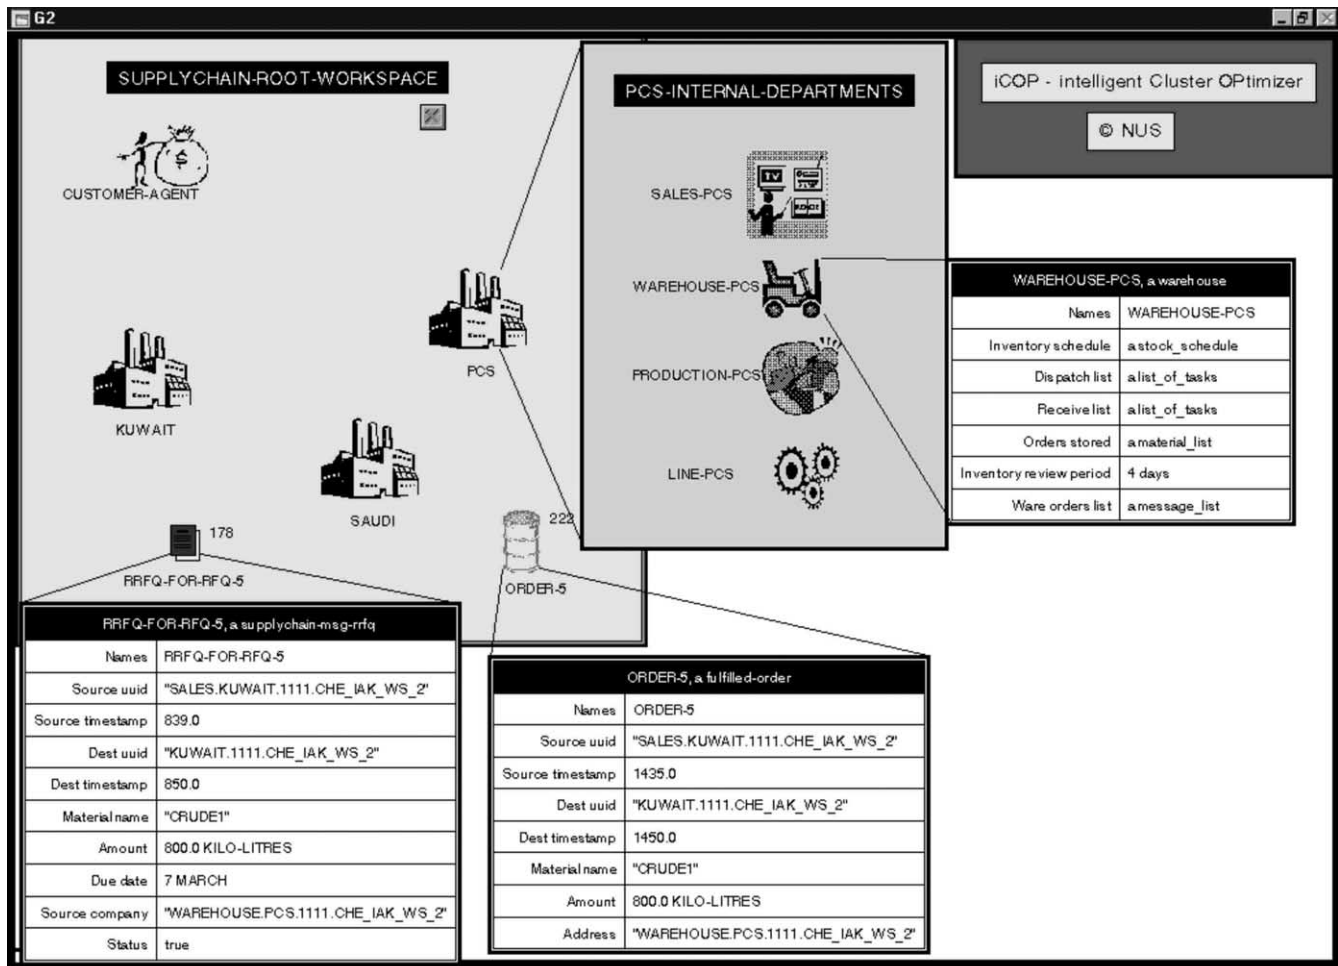 G2
SUPPLYCHAIN-ROOT-WORKSPACE
CUSTOMER-AGENT
KUWAIT
PCS
SAUDI
178
RRFQ-FOR-RFQ-5
222
ORDER-5
PCS-INTERNAL-DEPARTMENTS
SALES-PCS
TV
WAREHOUSE-PCS
PRODUCTION-PCS
LINE-PCS
iCOP - intelligent Cluster OPtimizer
© NUS
WAREHOUSE-PCS, a warehouse
Names WAREHOUSE-PCS
Inventory schedule a stock_schedule
Dispatch list a list_of_tasks
Receive list a list_of_tasks
Orders stored a material_list
Inventory review period 4 days
Ware orders list a message_list
RRFQ-FOR-RFQ-5, a supplychain-msg-rrfq
Names RRFQ-FOR-RFQ-5
Source uuid "SALES.KUWAIT.1111.CHE_IAK_WS_2"
Source timestamp 839.0
Dest uuid "KUWAIT.1111.CHE_IAK_WS_2"
Dest timestamp 850.0
Material name "CRUDE1"
Amount 800.0 KILO-LITRES
Due date 7 MARCH
Source company "WAREHOUSE.PCS.1111.CHE_IAK_WS_2"
Status true
ORDER-5, a fulfilled-order
Names ORDER-5
Source uuid "SALES.KUWAIT.1111.CHE_IAK_WS_2"
Source timestamp 1435.0
Dest uuid "KUWAIT.1111.CHE_IAK_WS_2"
Dest timestamp 1450.0
Material name "CRUDE1"
Amount 800.0 KILO-LITRES
Address "WAREHOUSE.PCS.1111.CHE_IAK_WS_2"